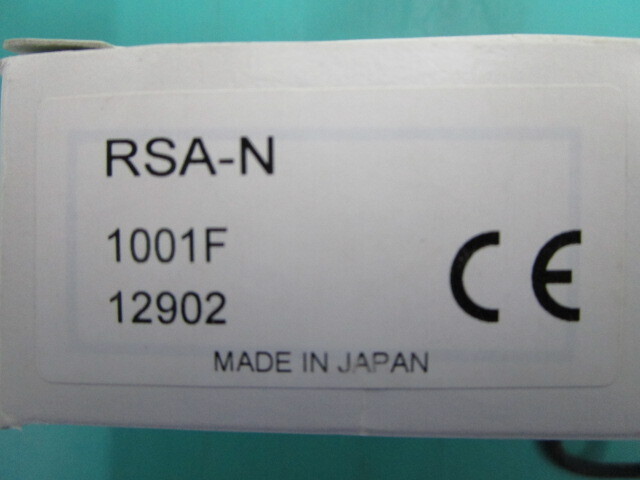 RSA-N
1001F
12902
CE
MADE IN JAPAN